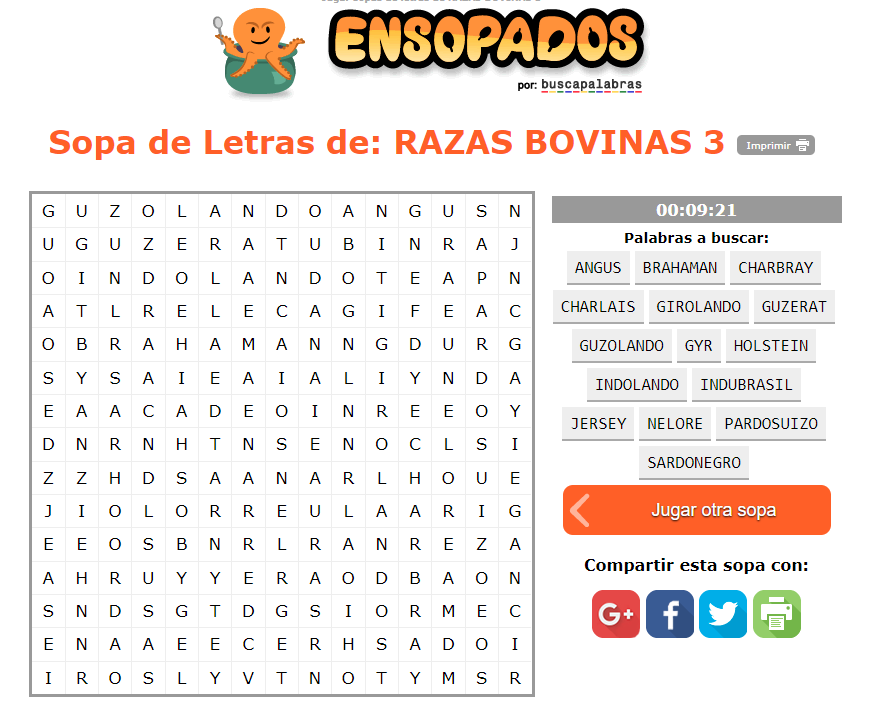 ENSOPADOS
por: buscapalabras
Sopa de Letras de: RAZAS BOVINAS 3
Imprimir
G U Z O L A N D O A N G U S N
U G U Z E R A T U B I N R A J
O I N D O L A N D O T E A P N
A T L R E L E C A G I F E A C
O B R A H A M A N N G D U R G
S Y S A I E A I A L I Y N D A
E A A C A D E O I N R E E O Y
D N R N H T N S E N O C L S I
Z Z H D S A A N A R L H O U E
J I O L O R R E U L A A R I G
E E O S B N R L R A N R E Z A
A H R U Y Y E R A O D B A O N
S N D S G T D G S I O R M E C
E N A A E E C E R H S A D O I
I R O S L Y V T N O T Y M S R
00:09:21
Palabras a buscar:
ANGUS BRAHAMAN CHARBRAY
CHARLAIS GIROLANDO GUZERAT
GUZOLANDO GYR HOLSTEIN
INDOLANDO INDUBRASIL
JERSEY NELORE PARDOSUIZO
SARDONEGRO
Jugar otra sopa
Compartir esta sopa con:
G+ f